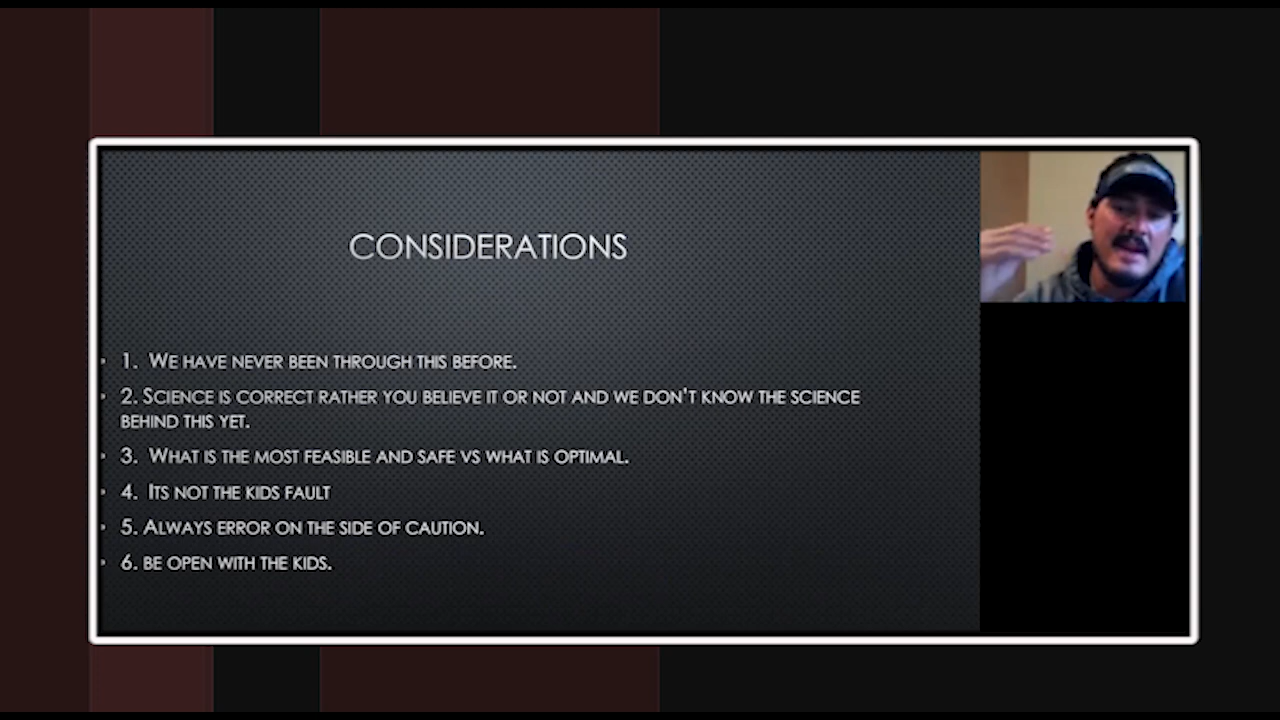 CONSIDERATIONS
• 1. WE HAVE NEVER BEEN THROUGH THIS BEFORE.
• 2. SCIENCE IS CORRECT RATHER YOU BELIEVE IT OR NOT AND WE DON'T KNOW THE SCIENCE
BEHIND THIS YET.
• 3. WHAT IS THE MOST FEASIBLE AND SAFE VS WHAT IS OPTIMAL.
• 4. ITS NOT THE KIDS FAULT
• 5. ALWAYS ERROR ON THE SIDE OF CAUTION.
• 6. BE OPEN WITH THE KIDS.